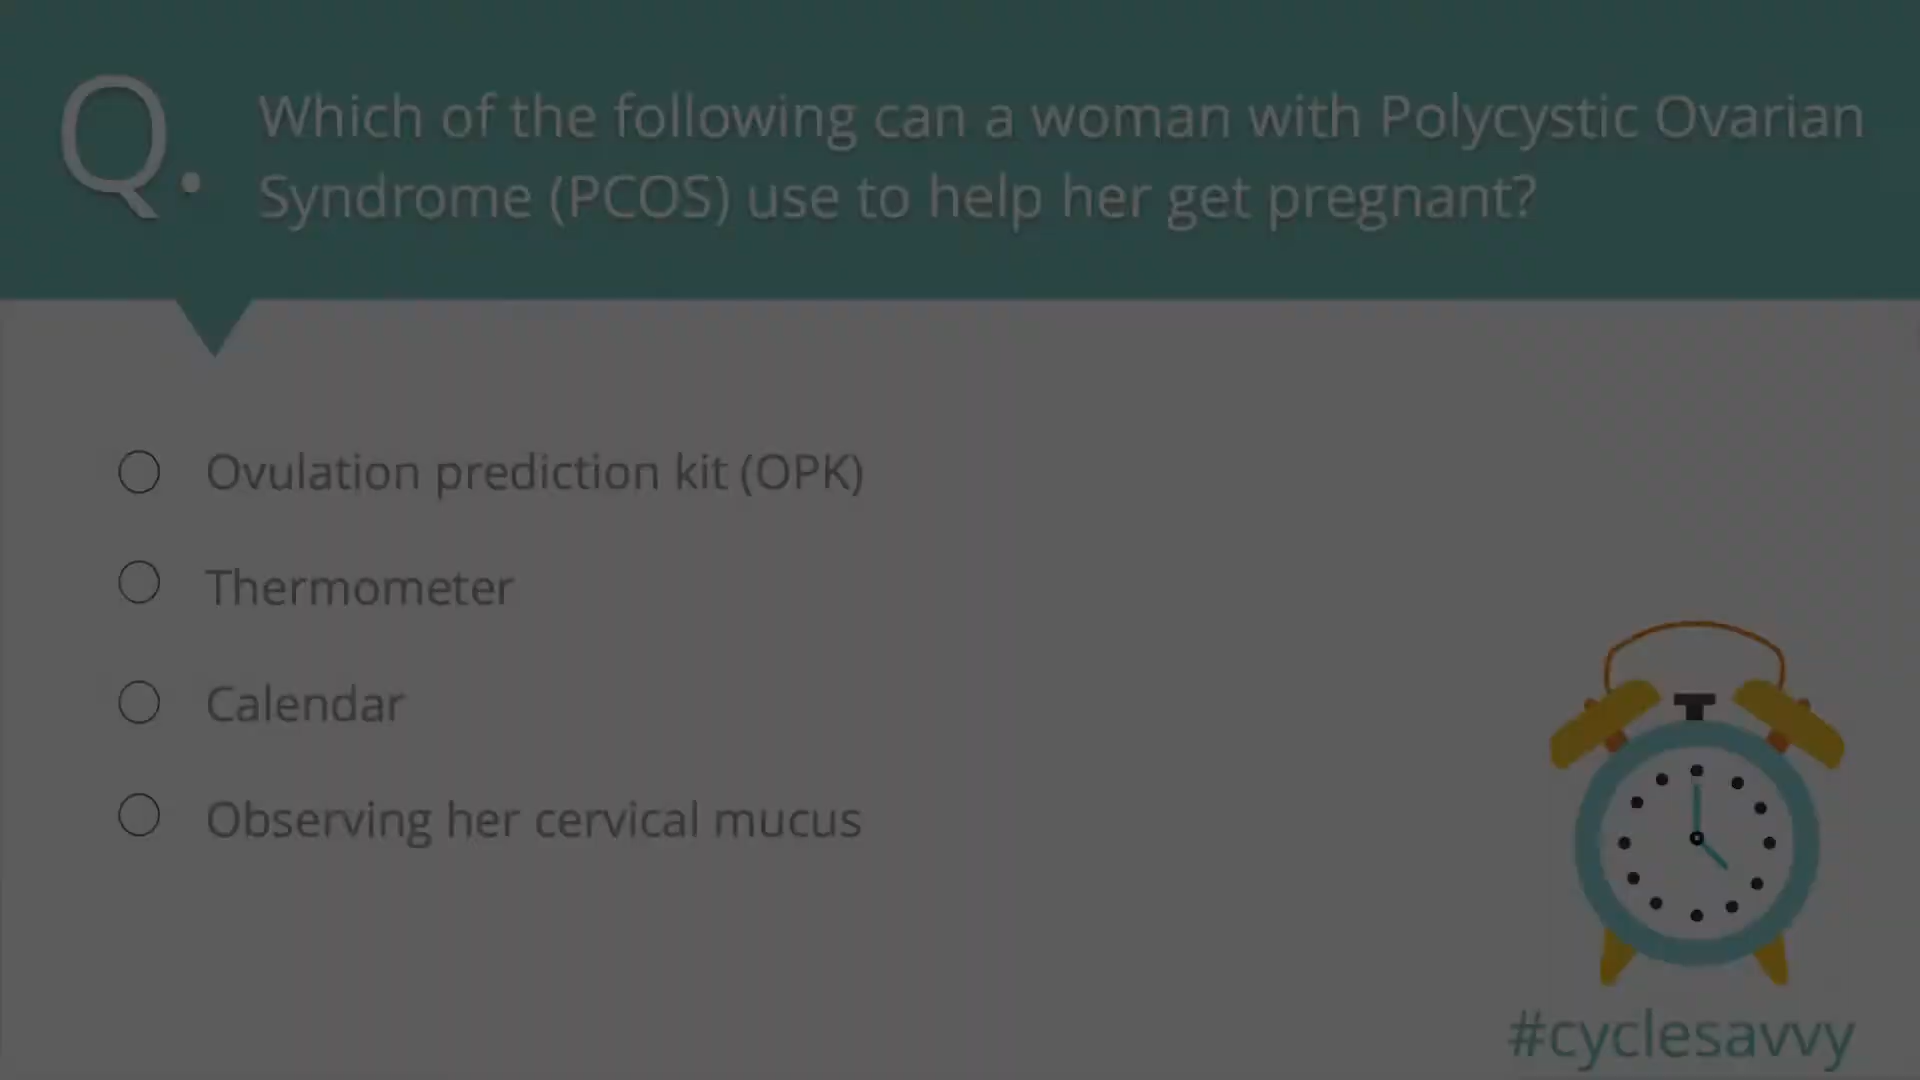 Q.
Which of the following can a woman with Polycystic Ovarian
Syndrome (PCOS) use to help her get pregnant?
Ovulation prediction kit (OPK)
Thermometer
Calendar
Observing her cervical mucus
#cyclesavvy